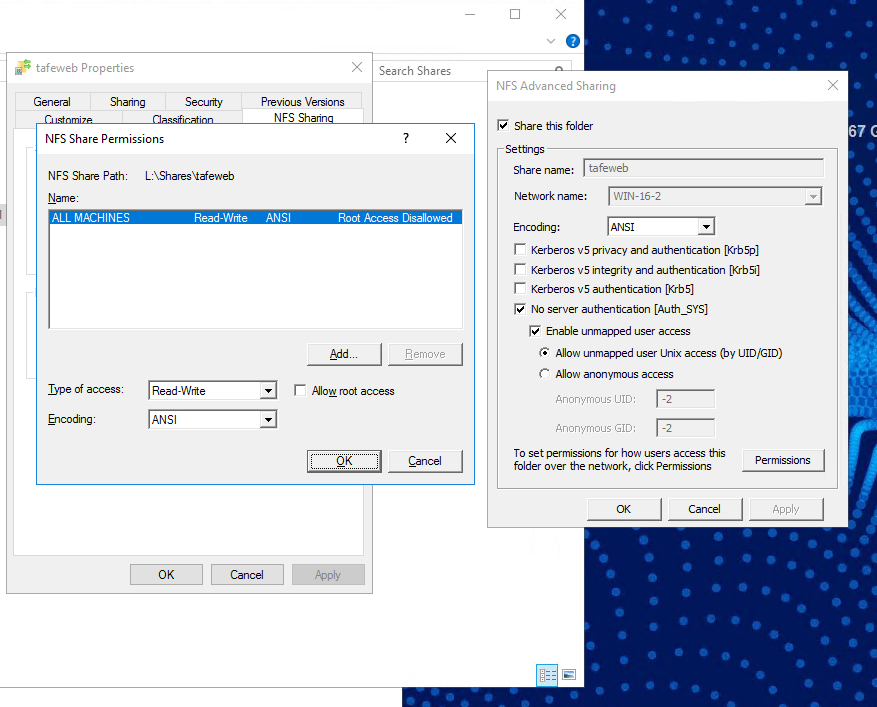 ?
tafeweb Properties
Search Shares
General Sharing Security Previous Versions
Customize Classification NFS Sharing
NFS Share Permissions ?
NFS Share Path: L:\Shares\tafeweb
Name:
ALL MACHINES Read-Write ANSI Root Access Disallowed
Add... Remove
Type of access: Read-Write Allow root access
Encoding: ANSI
OK Cancel
OK Cancel Apply
NFS Advanced Sharing
Share this folder
Settings
Share name: tafeweb
Network name: WIN-16-2
Encoding: ANSI
Kerberos v5 privacy and authentication [Krb5p]
Kerberos v5 integrity and authentication [Krb5i]
Kerberos v5 authentication [Krb5]
No server authentication [Auth_SYS]
Enable unmapped user access
Allow unmapped user Unix access (by UID/GID)
Allow anonymous access
Anonymous UID: -2
Anonymous GID: -2
To set permissions for how users access this
folder over the network, click Permissions
Permissions
OK Cancel Apply
67 G